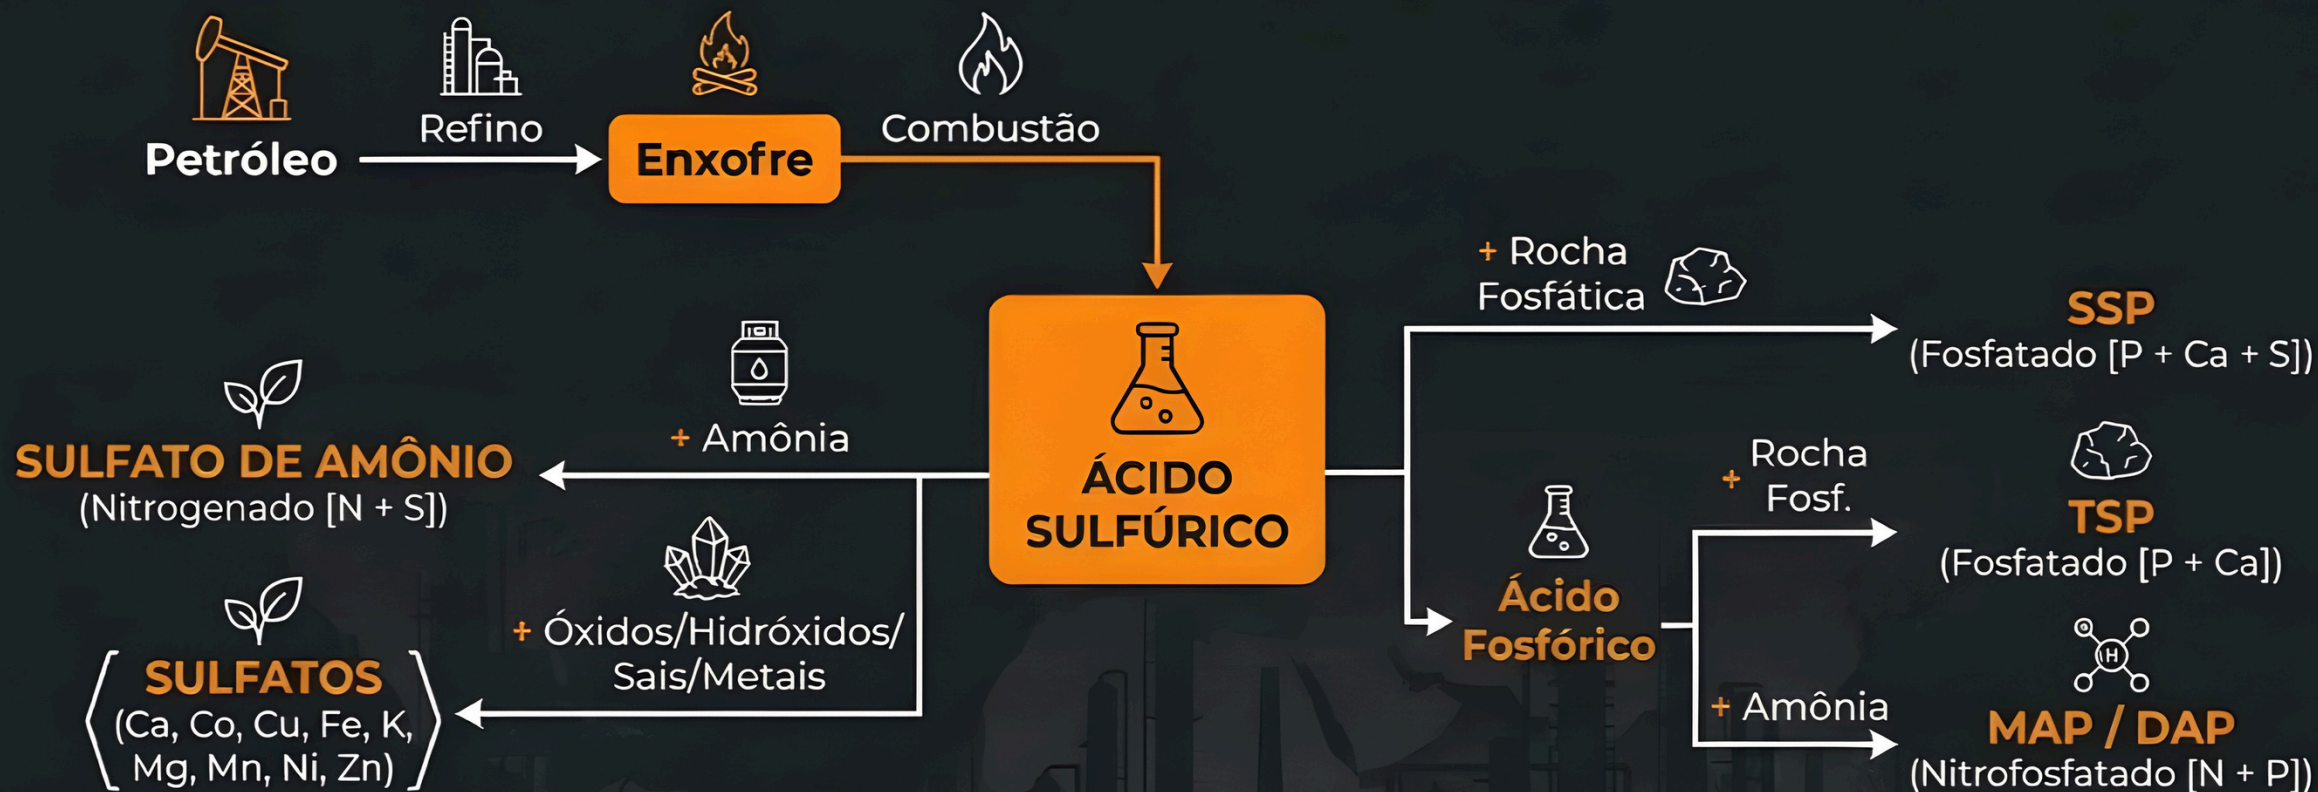 Petróleo
Refino
Enxofre
Combustão
ÁCIDO
SULFÚRICO
+ Amônia
SULFATO DE AMÔNIO
(Nitrogenado [N + S])
+ Óxidos/Hidróxidos/
Sais/Metais
SULFATOS
(Ca, Co, Cu, Fe, K,
Mg, Mn, Ni, Zn)
+ Rocha
Fosfática
SSP
(Fosfatado [P + Ca + S])
Ácido
Fosfórico
+ Rocha
Fosf.
TSP
(Fosfatado [P + Ca])
+ Amônia
H
MAP / DAP
(Nitrofosfatado [N + P])